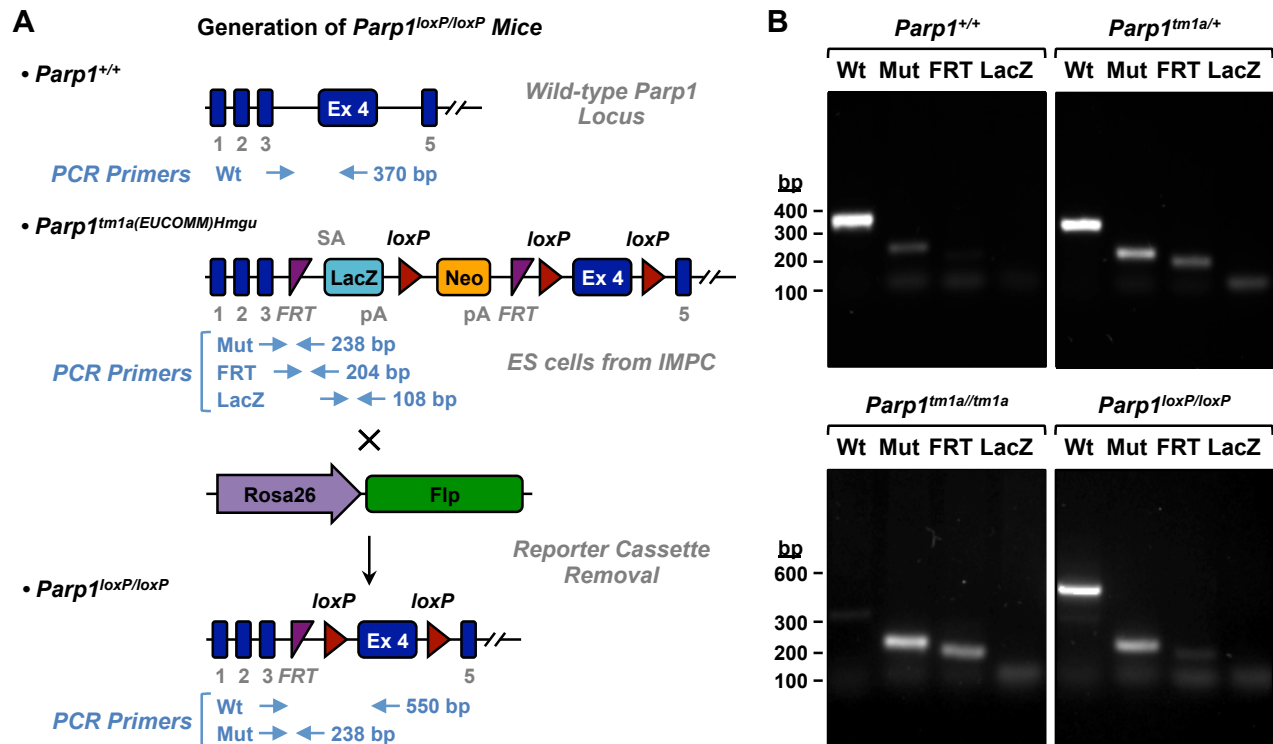 A
Generation of Parp1loxP/loxP Mice
• Parp1+/+
Ex 4
Wild-type Parp1
Locus
1 2 3 5
PCR Primers Wt 370 bp
• Parp1tm1a(EUCOMM)Hmgu
SA loxP loxP loxP
LacZ Neo Ex 4
1 2 3 FRT pA pA FRT 5
PCR Primers
Mut 238 bp
FRT 204 bp
LacZ 108 bp
ES cells from IMPC
Rosa26 Flp
Reporter Cassette
Removal
• Parp1loxP/loxP
loxP loxP
Ex 4
1 2 3 FRT 5
PCR Primers
Wt 550 bp
Mut 238 bp
B
Parp1+/+
Wt Mut FRT LacZ
Parp1tm1a/+
Wt Mut FRT LacZ
bp
400
300
200
100
Parp1tm1a//tm1a
Wt Mut FRT LacZ
Parp1loxP/loxP
Wt Mut FRT LacZ
bp
600
300
200
100